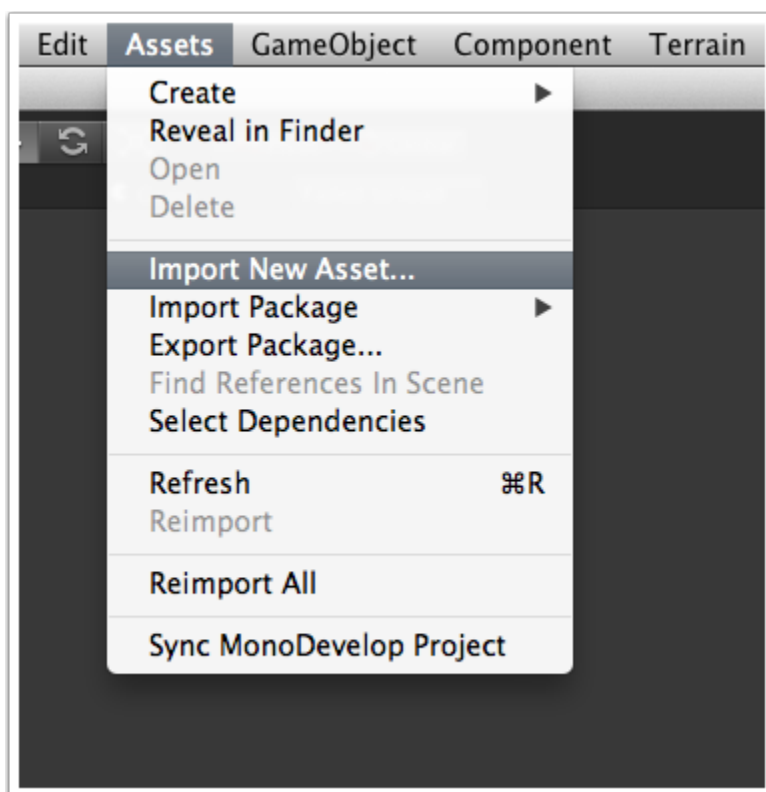 Edit Assets GameObject Component Terrain
Create ▶
Reveal in Finder
Open
Delete
Import New Asset...
Import Package ▶
Export Package...
Find References In Scene
Select Dependencies
Refresh ⌘R
Reimport
Reimport All
Sync MonoDevelop Project